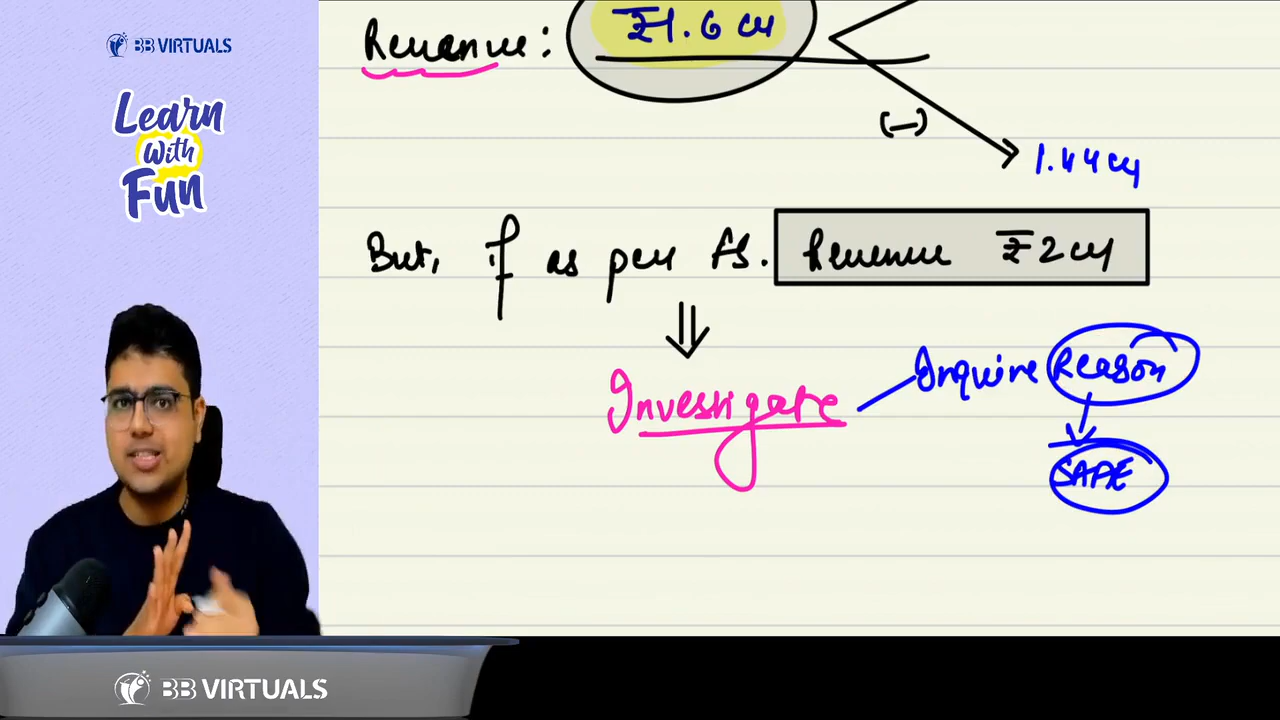 BB VIRTUALS
Learn
With
Fun
Revenue: ₹1.6 cr
(-)
1.44 cr
But, if as per FS. Revenue ₹2 cr
Investigate
Inquire Reason
SAPE
BB VIRTUALS